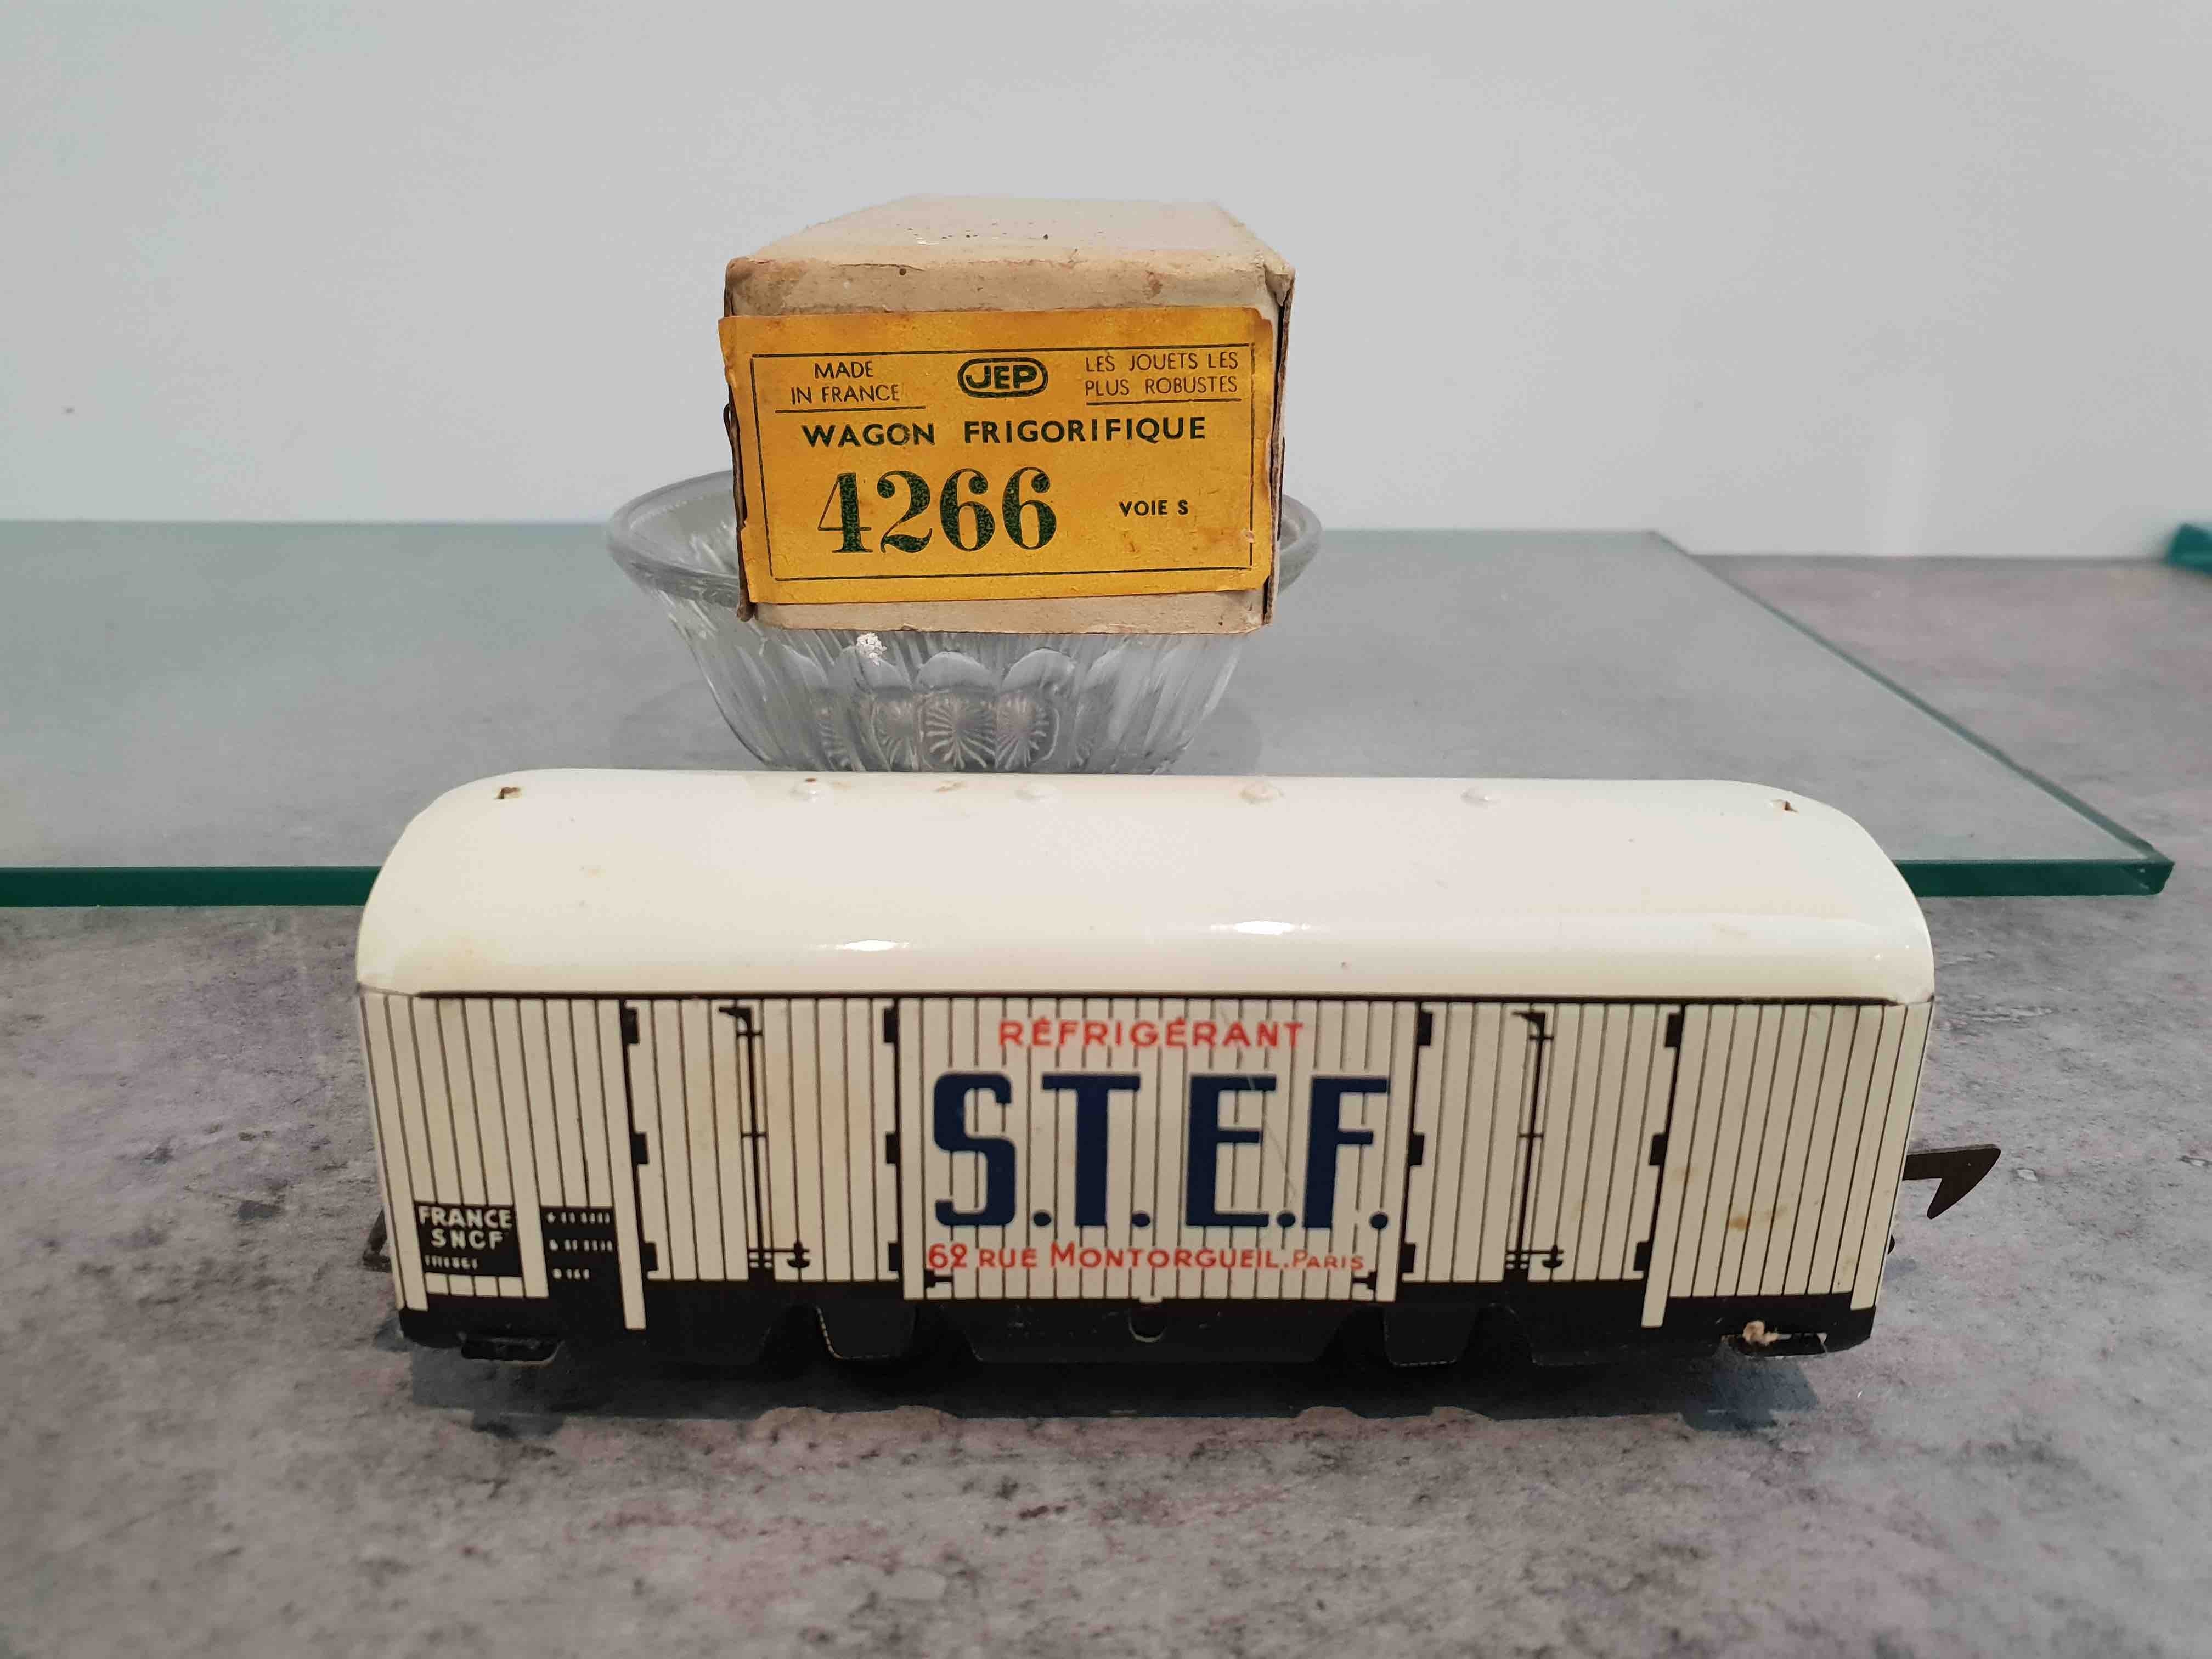 MADE
IN FRANCE
JEP
LES JOUETS LES
PLUS ROBUSTES
WAGON FRIGORIFIQUE
4266 VOIE S
RÉFRIGÉRANT
S.T.E.F.
62 RUE MONTORGUEIL.PARIS
FRANCE
SNCF